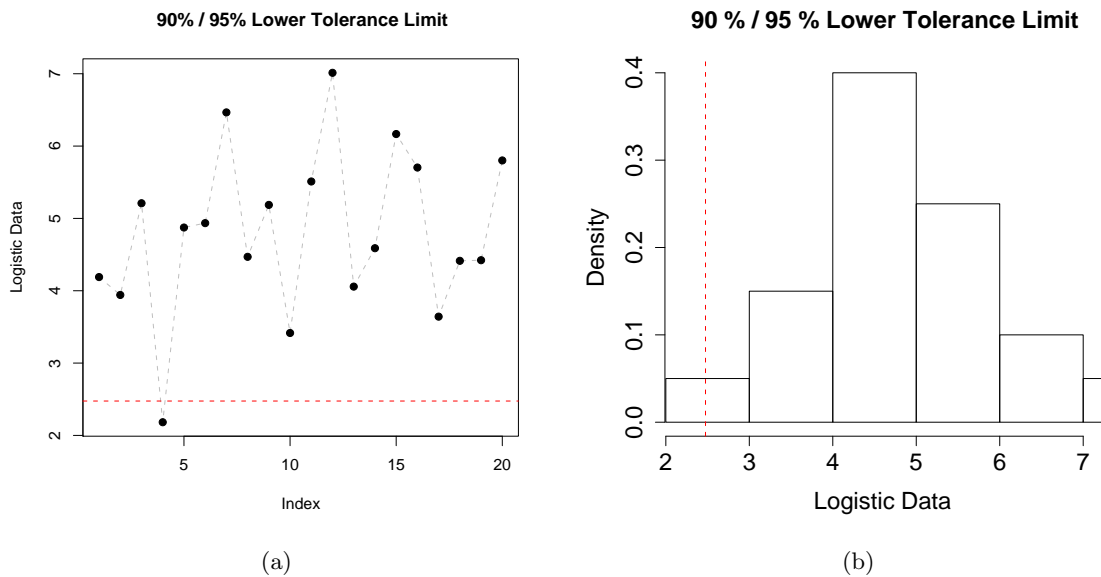 90% / 95% Lower Tolerance Limit
Logistic Data
7
6
5
4
3
2
5 10 15 20
Index
(a)
90 % / 95 % Lower Tolerance Limit
Density
0.4
0.3
0.2
0.1
0.0
2 3 4 5 6 7
Logistic Data
(b)